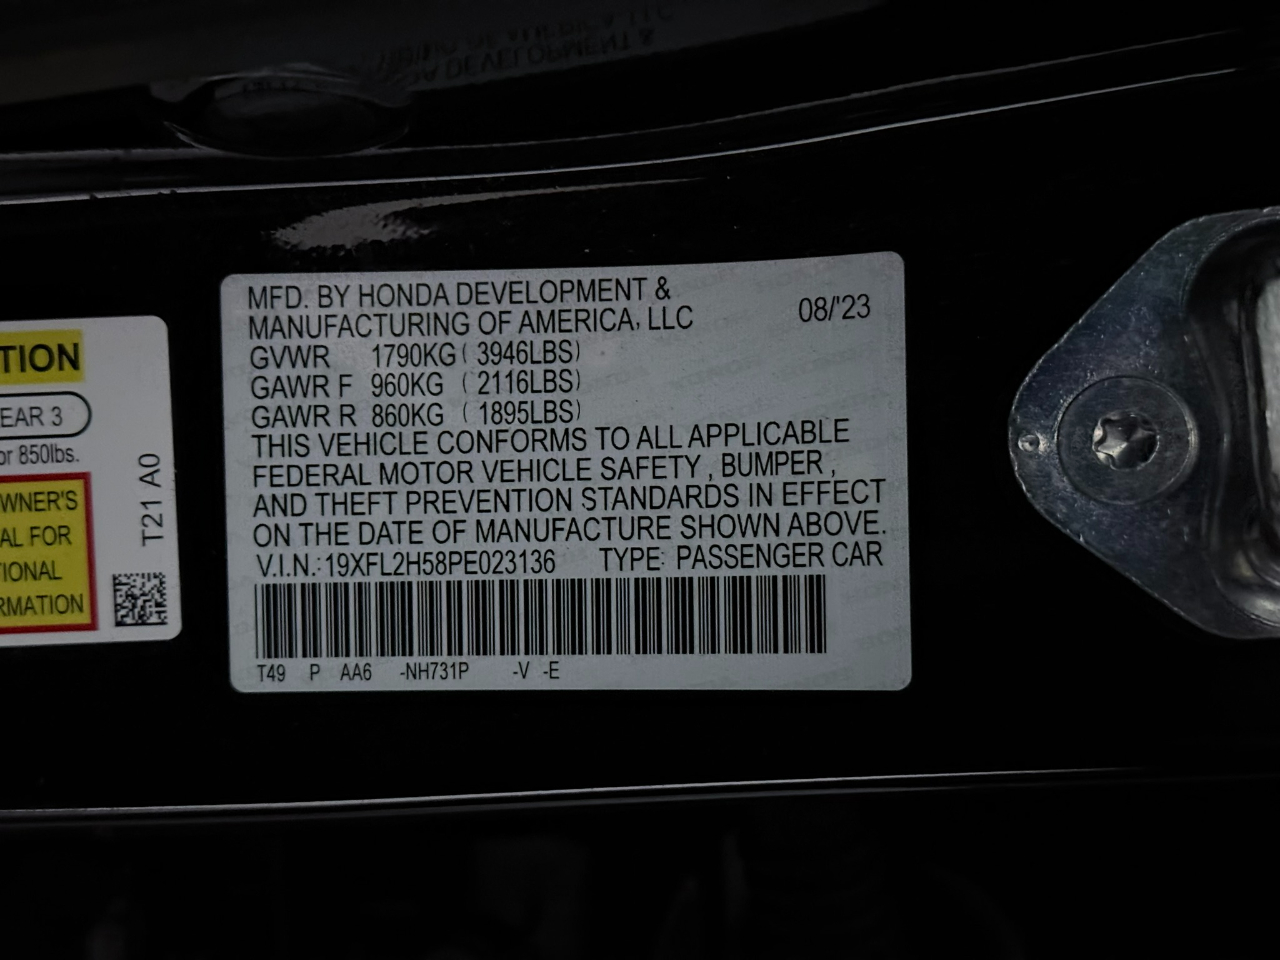 TION
EAR 3
or 850lbs.
WNER'S
AL FOR
TIONAL
RMATION
T21 A0
MFD. BY HONDA DEVELOPMENT &
MANUFACTURING OF AMERICA, LLC 08/'23
GVWR 1790KG ( 3946LBS)
GAWR F 960KG ( 2116LBS)
GAWR R 860KG ( 1895LBS)
THIS VEHICLE CONFORMS TO ALL APPLICABLE
FEDERAL MOTOR VEHICLE SAFETY , BUMPER ,
AND THEFT PREVENTION STANDARDS IN EFFECT
ON THE DATE OF MANUFACTURE SHOWN ABOVE.
V.I.N.: 19XFL2H58PE023136 TYPE: PASSENGER CAR
T49 P AA6 -NH731P -V -E